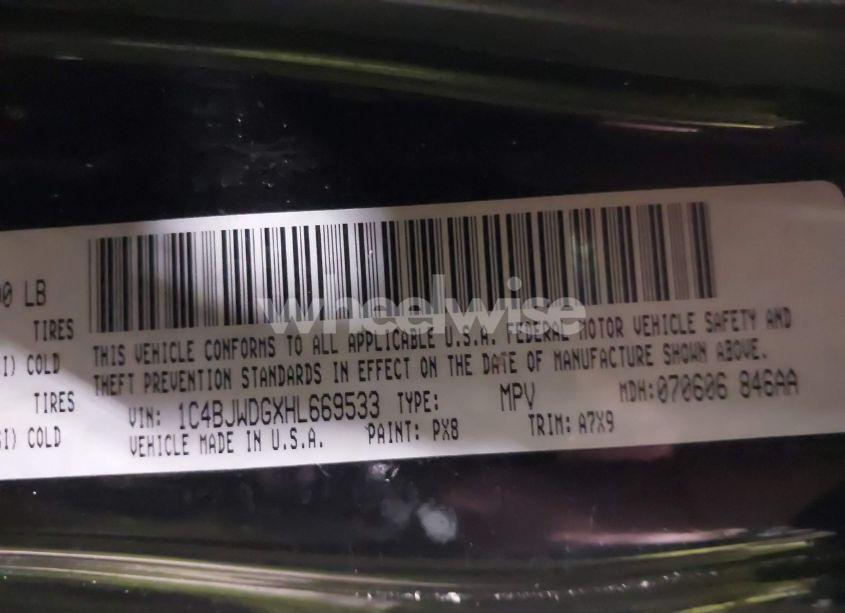 00 LB
TIRES
I) COLD
TIRES
SI) COLD
wheelwise
THIS VEHICLE CONFORMS TO ALL APPLICABLE U.S.A. FEDERAL MOTOR VEHICLE SAFETY AND
THEFT PREVENTION STANDARDS IN EFFECT ON THE DATE OF MANUFACTURE SHOWN ABOVE.
VIN: 1C4BJWDGXHL669533 TYPE: MPV MDH:070606 846AA
VEHICLE MADE IN U.S.A. PAINT: PX8 TRIM: A7X9